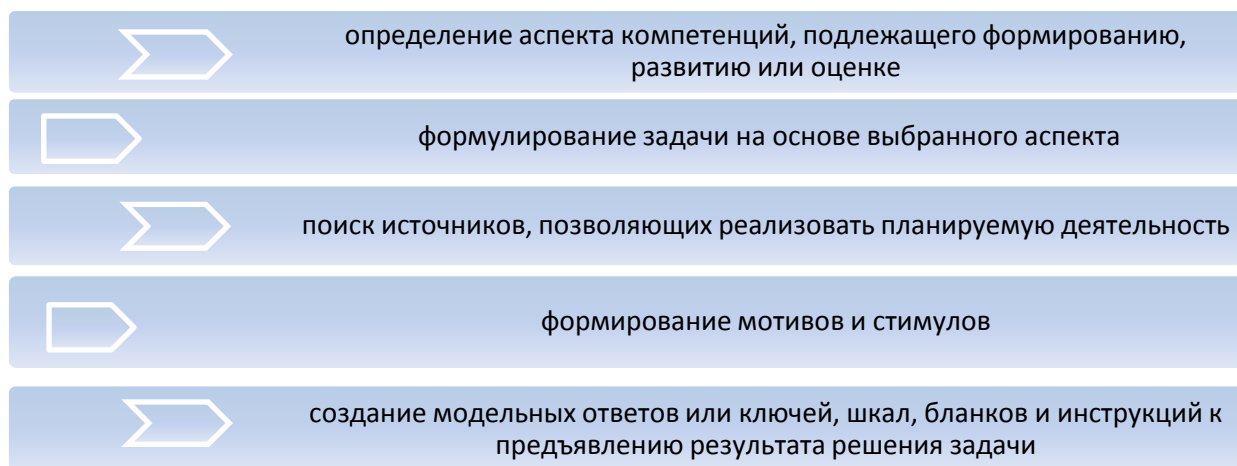 определение аспекта компетенций, подлежащего формированию,
развитию или оценке
формулирование задачи на основе выбранного аспекта
поиск источников, позволяющих реализовать планируемую деятельность
формирование мотивов и стимулов
создание модельных ответов или ключей, шкал, бланков и инструкций к
предъявлению результата решения задачи